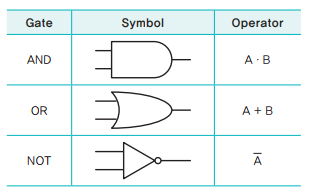 Gate Symbol Operator
AND A · B
OR A + B
NOT A̅